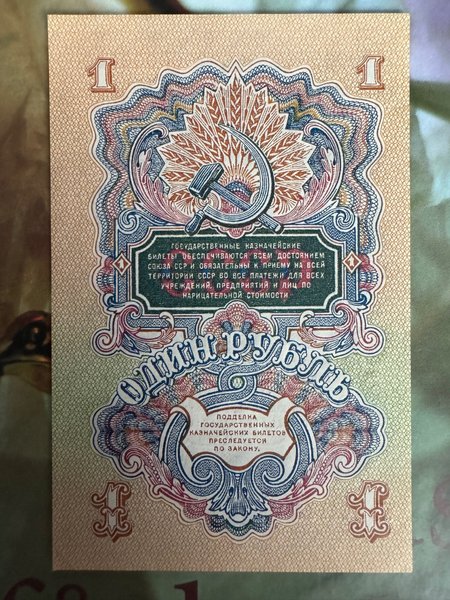 1 1
ГОСУДАРСТВЕННЫЕ КАЗНАЧЕЙСКИЕ
БИЛЕТЫ ОБЕСПЕЧИВАЮТСЯ ВСЕМ ДОСТОЯНИЕМ
СОЮЗА ССР И ОБЯЗАТЕЛЬНЫ К ПРИЕМУ НА ВСЕЙ
1 ТЕРРИТОРИИ СССР ВО ВСЕ ПЛАТЕЖИ ДЛЯ ВСЕХ 1
УЧРЕЖДЕНИЙ, ПРЕДПРИЯТИЙ И ЛИЦ ПО
НАРИЦАТЕЛЬНОЙ СТОИМОСТИ.
ОДИН РУБЛЬ
ПОДДЕЛКА
ГОСУДАРСТВЕННЫХ
КАЗНАЧЕЙСКИХ БИЛЕТОВ
ПРЕСЛЕДУЕТСЯ
ПО ЗАКОНУ.
1 1